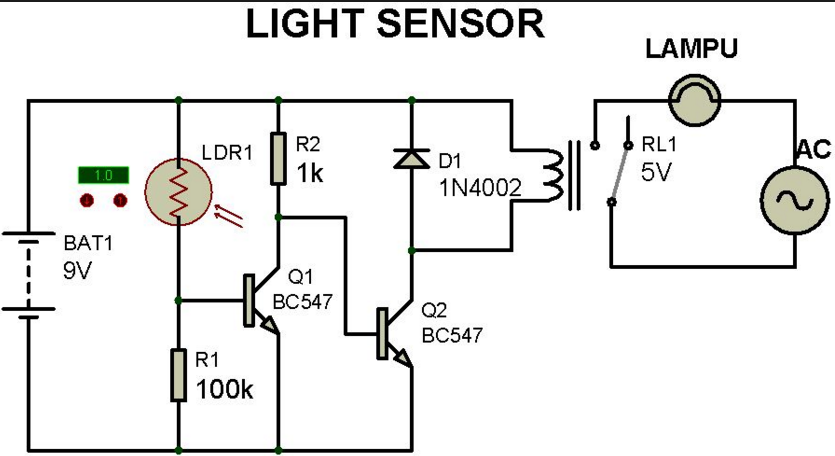 LIGHT SENSOR
LAMPU
LDR1
R2
1k
D1
1N4002
RL1
5V
AC
1.0
BAT1
9V
Q1
BC547
Q2
BC547
R1
100k